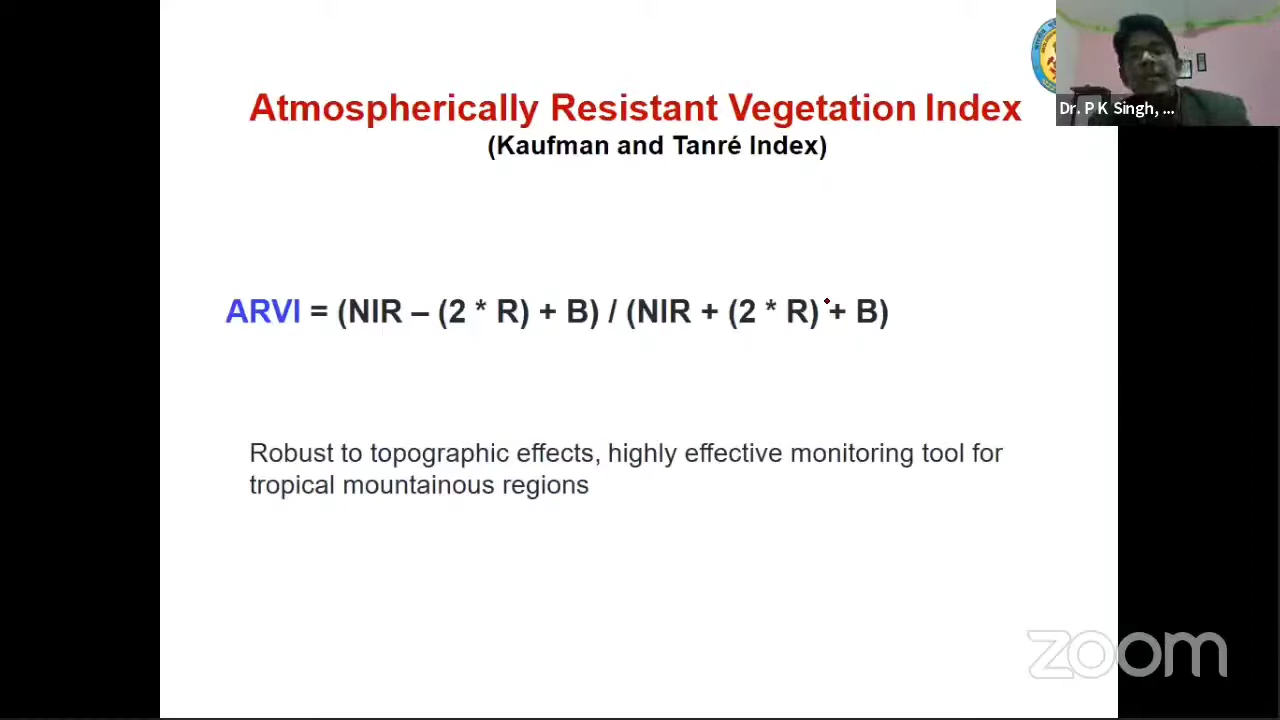 Atmospherically Resistant Vegetation Index
(Kaufman and Tanré Index)
Dr. P K Singh, ...
ARVI = (NIR – (2 * R) + B) / (NIR + (2 * R) + B)
Robust to topographic effects, highly effective monitoring tool for
tropical mountainous regions
zoom